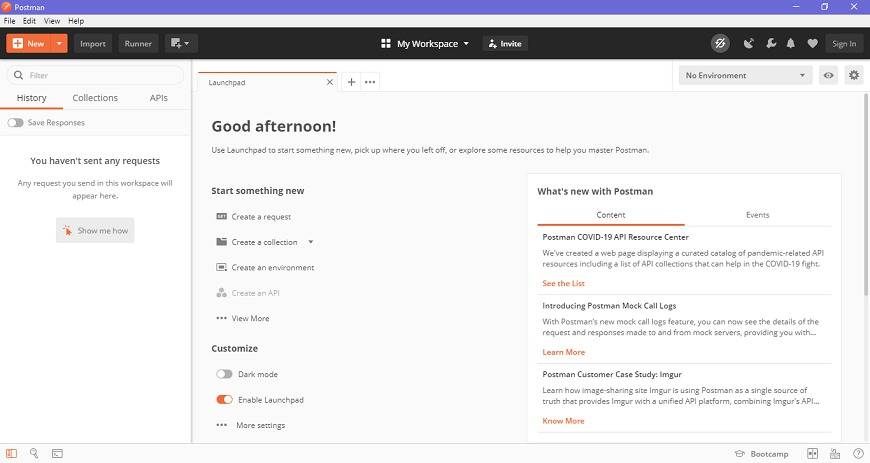 Postman
File Edit View Help
New Import Runner My Workspace Invite Sign In
Filter
History Collections APIs
Save Responses
You haven't sent any requests
Any request you send in this workspace will
appear here.
Show me how
Launchpad
No Environment
Good afternoon!
Use Launchpad to start something new, pick up where you left off, or explore some resources to help you master Postman.
Start something new
GET Create a request
Create a collection
Create an environment
Create an API
View More
Customize
Dark mode
Enable Launchpad
More settings
What's new with Postman
Content Events
Postman COVID-19 API Resource Center
We've created a web page displaying a curated catalog of pandemic-related API
resources including a list of API collections that can help in the COVID-19 fight.
See the List
Introducing Postman Mock Call Logs
With Postman's new mock call logs feature, you can now see the details of the
request and responses made to and from mock servers, providing you with...
Learn More
Postman Customer Case Study: Imgur
Learn how image-sharing site Imgur is using Postman as a single source of
truth that provides Imgur with a unified API platform, combining Imgur's API...
Know More
Bootcamp